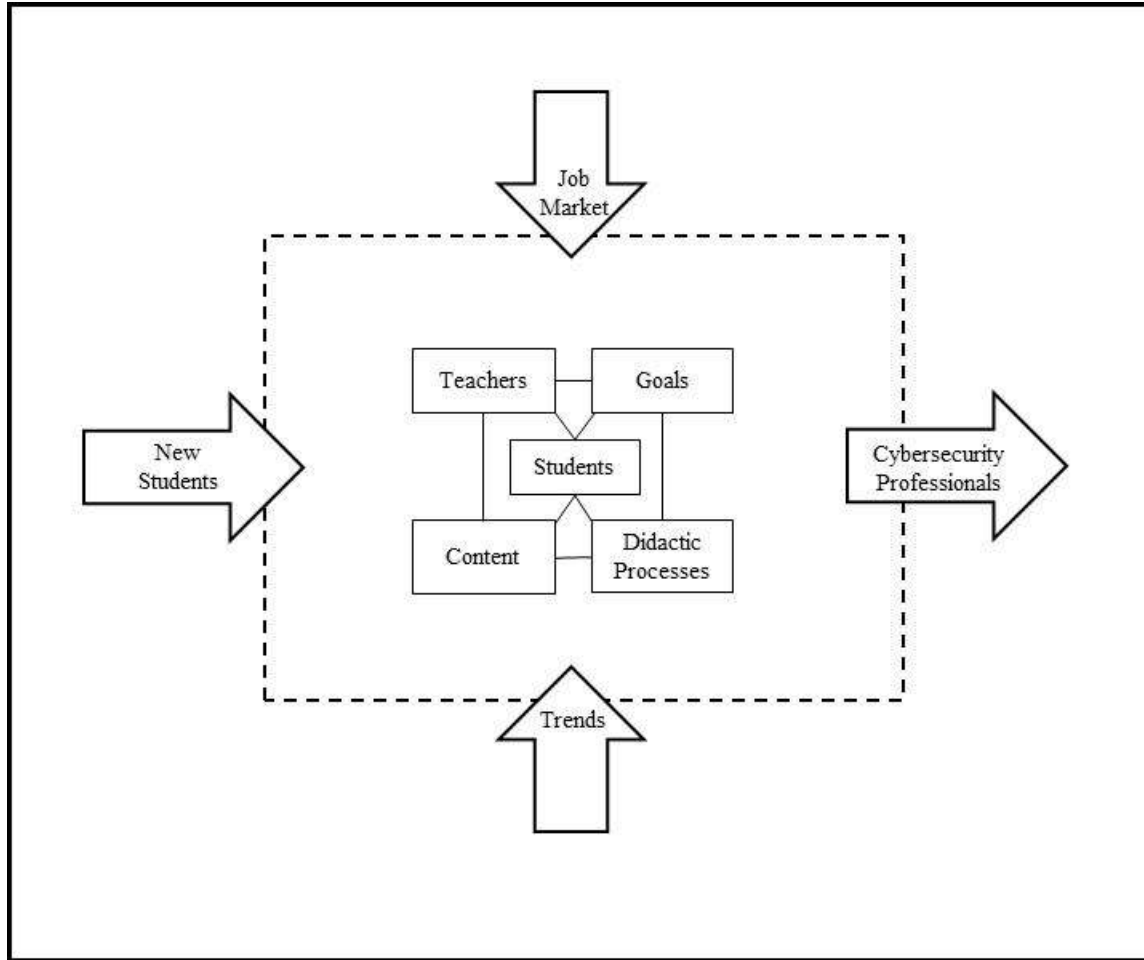 Job
Market
Teachers
Goals
New
Students
Students
Cybersecurity
Professionals
Content
Didactic
Processes
Trends